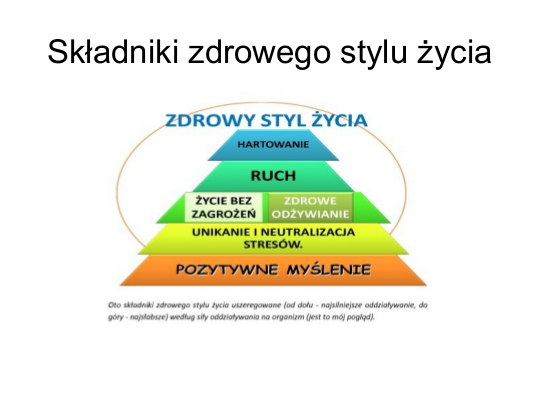 Składniki zdrowego stylu życia
ZDROWY STYL ŻYCIA
HARTOWANIE
RUCH
ŻYCIE BEZ
ZAGROŻEŃ
ZDROWE
ODŻYWIANIE
UNIKANIE I NEUTRALIZACJA
STRESÓW.
POZYTYWNE MYŚLENIE
Oto składniki zdrowego stylu życia uszeregowane (od dołu - najsilniejsze oddziaływanie, do
góry - najsłabsze) według siły oddziaływania na organizm (jest to mój pogląd).